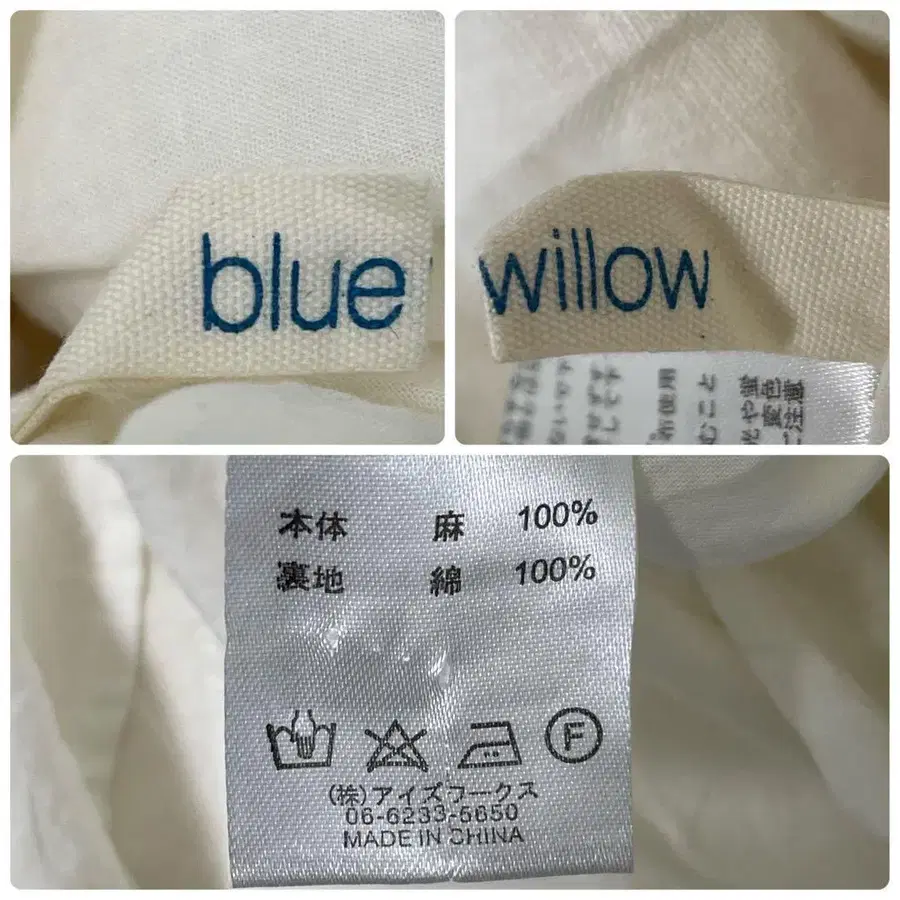 blue
willow
本体 麻 100%
裏地 綿 100%
F
(株)アイズワークス
06-6233-5650
MADE IN CHINA